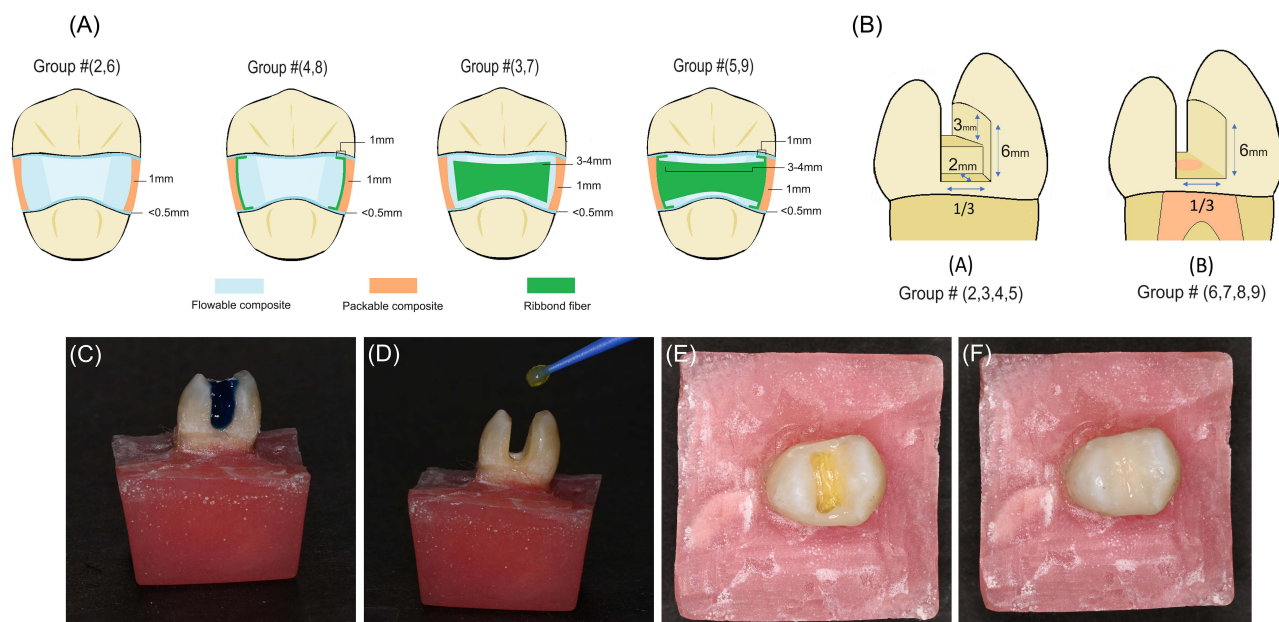 (A)
(B)
Group #(2,6)
Group #(4,8)
Group #(3,7)
Group #(5,9)
1mm
<0.5mm
1mm
1mm
<0.5mm
3-4mm
1mm
<0.5mm
1mm
3-4mm
1mm
<0.5mm
3mm
6mm
2mm
1/3
6mm
1/3
(A)
Group # (2,3,4,5)
(B)
Group # (6,7,8,9)
Flowable composite
Packable composite
Ribbond fiber
(C)
(D)
(E)
(F)